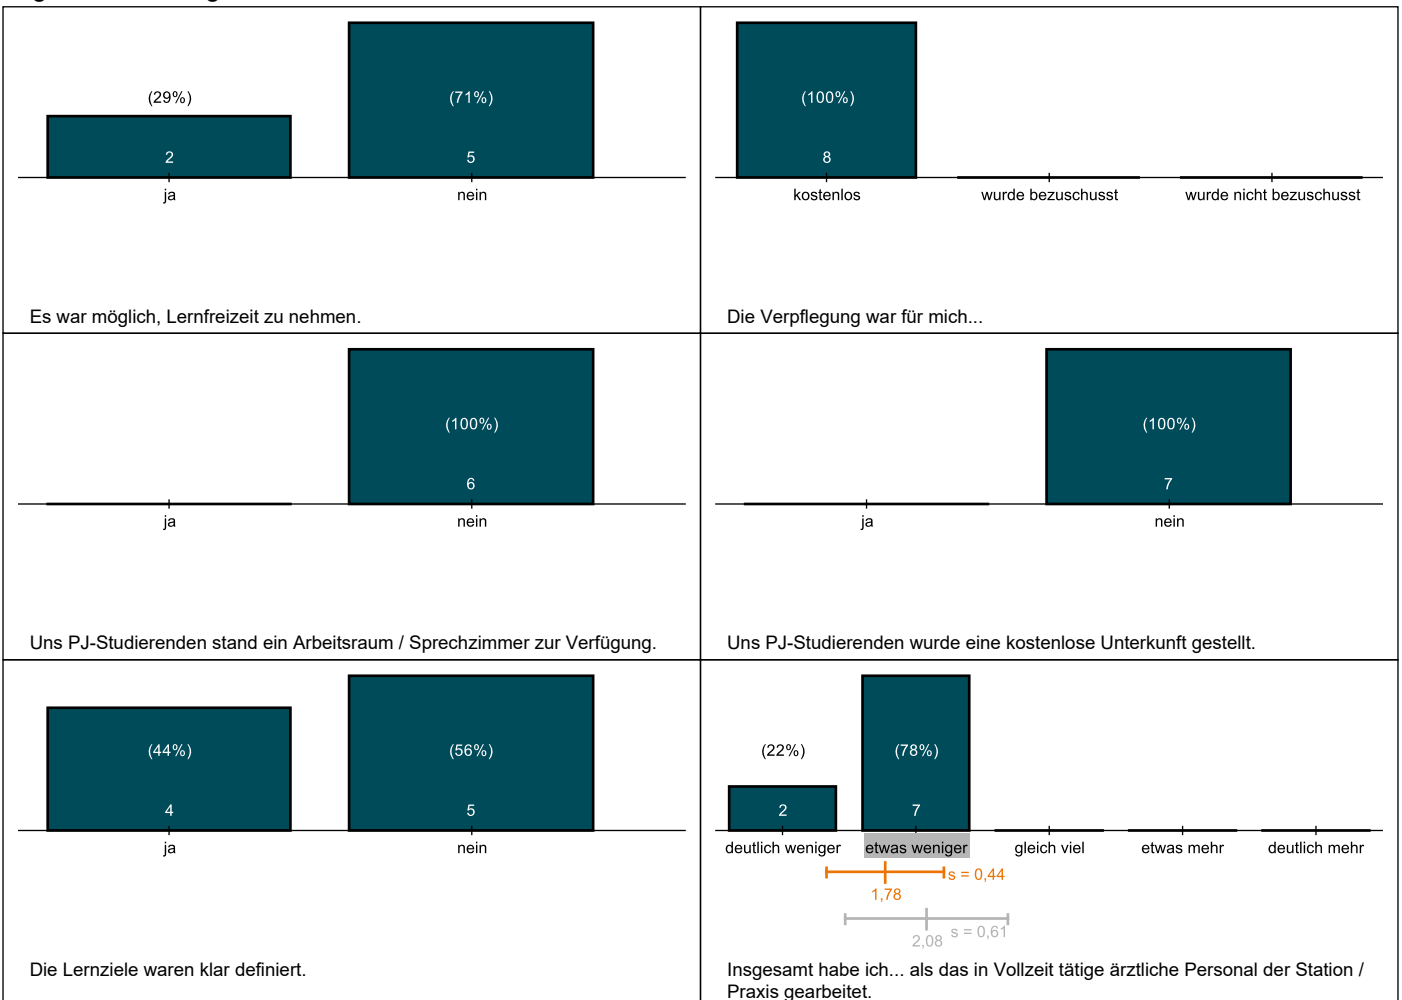 (29%)
2
ja
(71%)
5
nein
Es war möglich, Lernfreizeit zu nehmen.
(100%)
8
kostenlos
wurde bezuschusst
wurde nicht bezuschusst
Die Verpflegung war für mich...
ja
(100%)
6
nein
Uns PJ-Studierenden stand ein Arbeitsraum / Sprechzimmer zur Verfügung.
ja
(100%)
7
nein
Uns PJ-Studierenden wurde eine kostenlose Unterkunft gestellt.
(44%)
4
ja
(56%)
5
nein
Die Lernziele waren klar definiert.
(22%)
2
deutlich weniger
(78%)
7
etwas weniger
gleich viel
etwas mehr
deutlich mehr
s = 0,44
1,78
s = 0,61
2,08
Insgesamt habe ich... als das in Vollzeit tätige ärztliche Personal der Station /
Praxis gearbeitet.